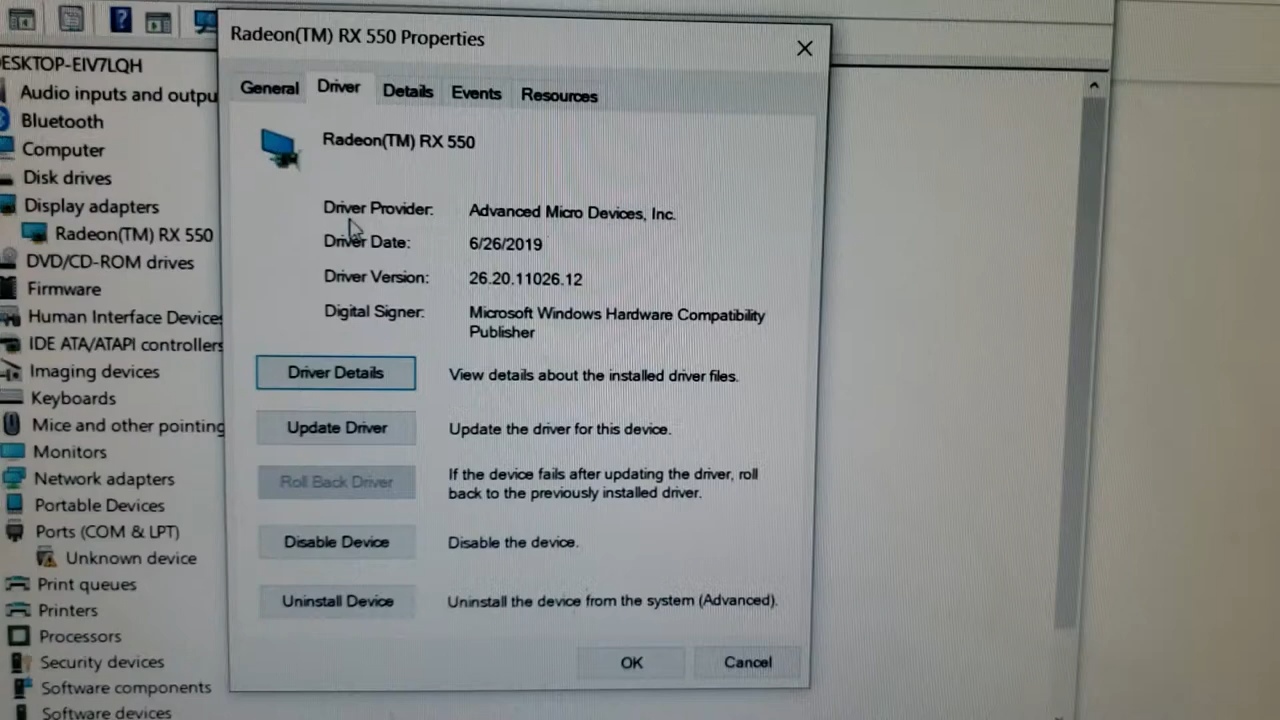 Radeon(TM) RX 550 Properties
General Driver Details Events Resources
Radeon(TM) RX 550
Driver Provider: Advanced Micro Devices, Inc.
Driver Date: 6/26/2019
Driver Version: 26.20.11026.12
Digital Signer: Microsoft Windows Hardware Compatibility
Publisher
Driver Details View details about the installed driver files.
Update Driver Update the driver for this device.
Roll Back Driver If the device fails after updating the driver, roll
back to the previously installed driver.
Disable Device Disable the device.
Uninstall Device Uninstall the device from the system (Advanced).
OK Cancel
ESKTOP-EIV7LQH
Audio inputs and outpu
Bluetooth
Computer
Disk drives
Display adapters
Radeon(TM) RX 550
DVD/CD-ROM drives
Firmware
Human Interface Devices
IDE ATA/ATAPI controllers
Imaging devices
Keyboards
Mice and other pointing
Monitors
Network adapters
Portable Devices
Ports (COM & LPT)
Unknown device
Print queues
Printers
Processors
Security devices
Software components
Software devices